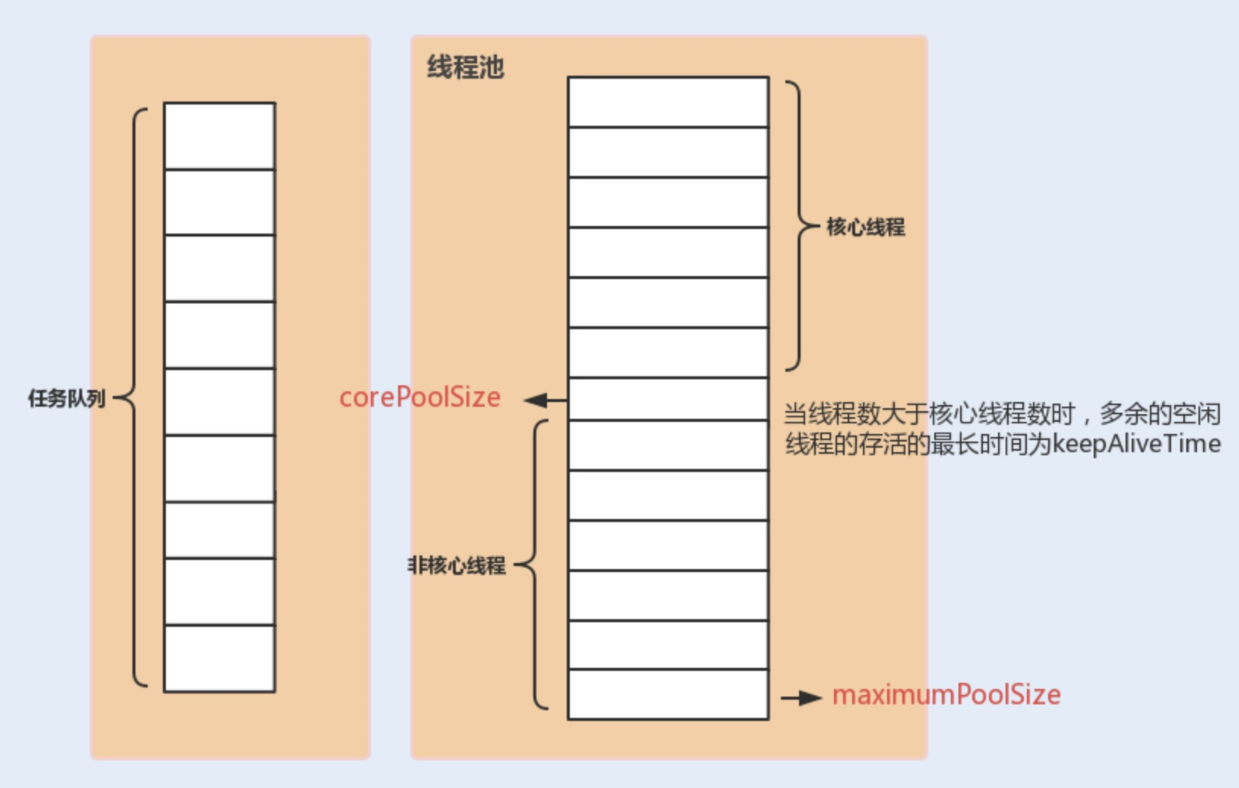 线程池
核心线程
任务队列
corePoolSize
当线程数大于核心线程数时，多余的空闲
线程的存活的最长时间为keepAliveTime
非核心线程
maximumPoolSize